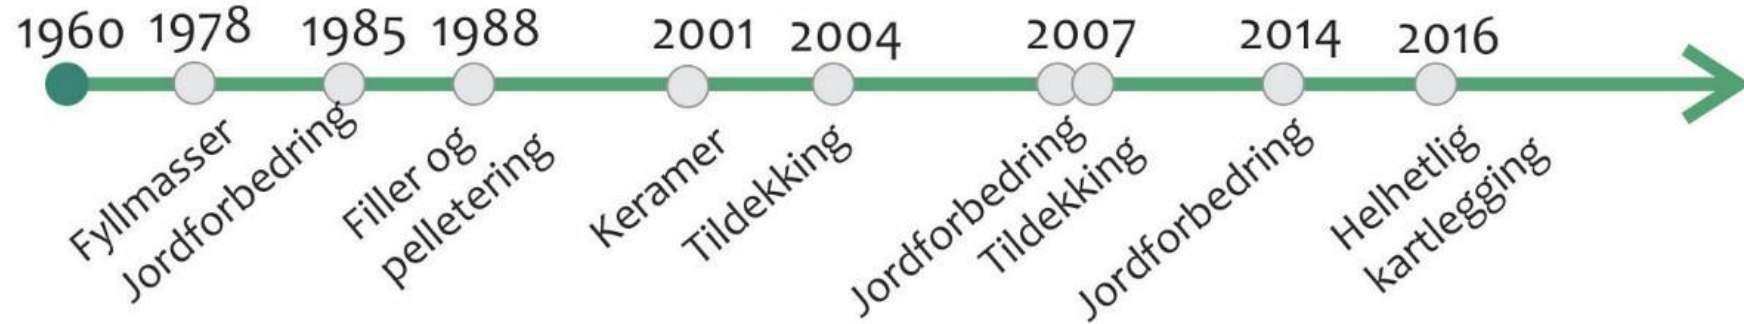 1960 1978 1985 1988 2001 2004 2007 2014 2016
Fyllmasser
Jordforbedring
Filler og
pelletering
Keramer
Tildekking
Jordforbedring
Tildekking
Jordforbedring
Helhetlig
kartlegging